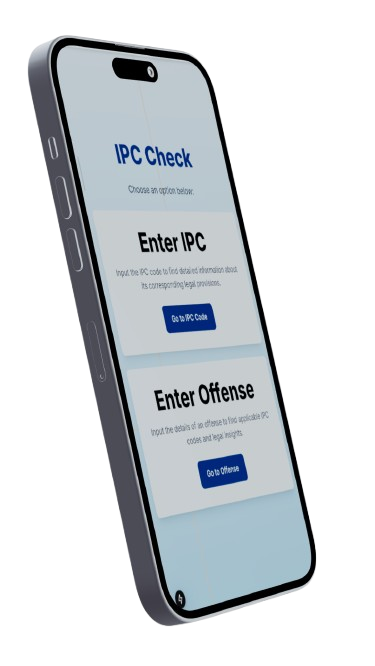 IPC Check
Choose an option below:
Enter IPC
Input the IPC code to find detailed information about
its corresponding legal provisions.
Go to IPC Code
Enter Offense
Input the details of an offense to find applicable IPC
codes and legal insights.
Go to Offense